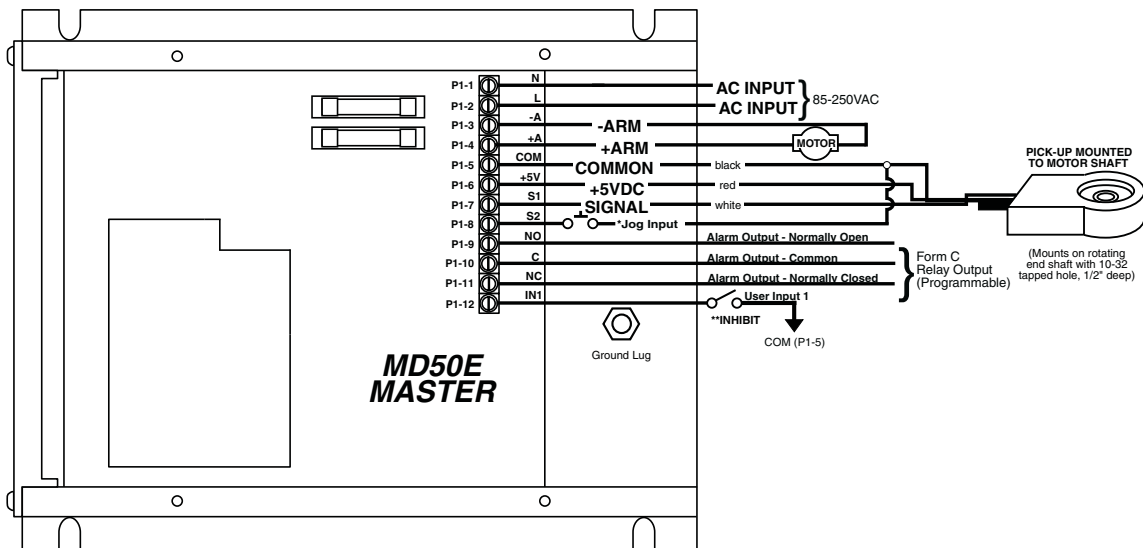 P1-1 N AC INPUT
P1-2 L AC INPUT
85-250VAC
P1-3 -A -ARM
P1-4 +A +ARM
MOTOR
P1-5 COM COMMON black
P1-6 +5V +5VDC red
P1-7 S1 SIGNAL white
P1-8 S2 *Jog Input
P1-9 NO Alarm Output - Normally Open
P1-10 C Alarm Output - Common
P1-11 NC Alarm Output - Normally Closed
P1-12 IN1 User Input 1
**INHIBIT
COM (P1-5)
Form C
Relay Output
(Programmable)
PICK-UP MOUNTED
TO MOTOR SHAFT
(Mounts on rotating
end shaft with 10-32
tapped hole, 1/2" deep)
Ground Lug
MD50E
MASTER